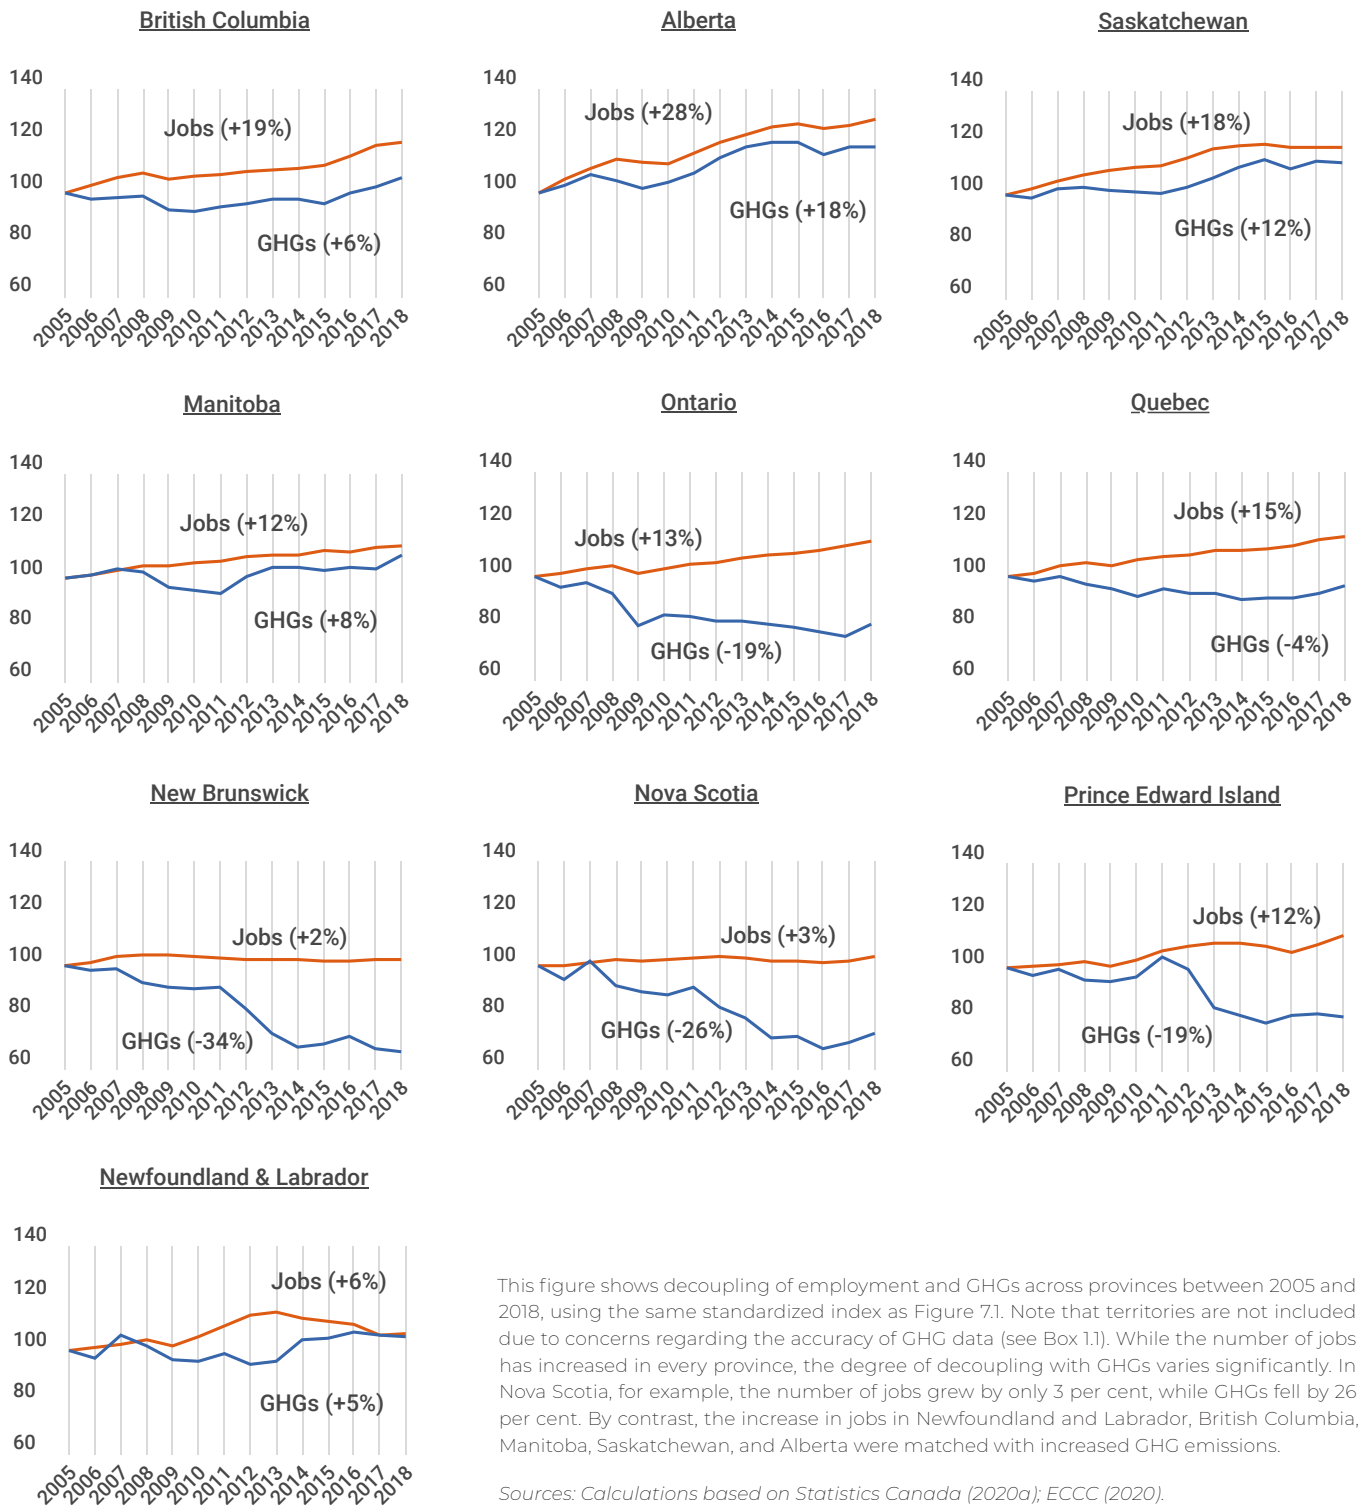 British Columbia
140
120
100
80
60
Jobs (+19%)
GHGs (+6%)
2005 2006 2007 2008 2009 2010 2011 2012 2013 2014 2015 2016 2017 2018
Alberta
140
120
100
80
60
Jobs (+28%)
GHGs (+18%)
2005 2006 2007 2008 2009 2010 2011 2012 2013 2014 2015 2016 2017 2018
Saskatchewan
140
120
100
80
60
Jobs (+18%)
GHGs (+12%)
2005 2006 2007 2008 2009 2010 2011 2012 2013 2014 2015 2016 2017 2018
Manitoba
140
120
100
80
60
Jobs (+12%)
GHGs (+8%)
2005 2006 2007 2008 2009 2010 2011 2012 2013 2014 2015 2016 2017 2018
Ontario
140
120
100
80
60
Jobs (+13%)
GHGs (-19%)
2005 2006 2007 2008 2009 2010 2011 2012 2013 2014 2015 2016 2017 2018
Quebec
140
120
100
80
60
Jobs (+15%)
GHGs (-4%)
2005 2006 2007 2008 2009 2010 2011 2012 2013 2014 2015 2016 2017 2018
New Brunswick
140
120
100
80
60
Jobs (+2%)
GHGs (-34%)
2005 2006 2007 2008 2009 2010 2011 2012 2013 2014 2015 2016 2017 2018
Nova Scotia
140
120
100
80
60
Jobs (+3%)
GHGs (-26%)
2005 2006 2007 2008 2009 2010 2011 2012 2013 2014 2015 2016 2017 2018
Prince Edward Island
140
120
100
80
60
Jobs (+12%)
GHGs (-19%)
2005 2006 2007 2008 2009 2010 2011 2012 2013 2014 2015 2016 2017 2018
Newfoundland & Labrador
140
120
100
80
60
Jobs (+6%)
GHGs (+5%)
2005 2006 2007 2008 2009 2010 2011 2012 2013 2014 2015 2016 2017 2018
This figure shows decoupling of employment and GHGs across provinces between 2005 and
2018, using the same standardized index as Figure 7.1. Note that territories are not included
due to concerns regarding the accuracy of GHG data (see Box 1.1). While the number of jobs
has increased in every province, the degree of decoupling with GHGs varies significantly. In
Nova Scotia, for example, the number of jobs grew by only 3 per cent, while GHGs fell by 26
per cent. By contrast, the increase in jobs in Newfoundland and Labrador, British Columbia,
Manitoba, Saskatchewan, and Alberta were matched with increased GHG emissions.
Sources: Calculations based on Statistics Canada (2020a); ECCC (2020).